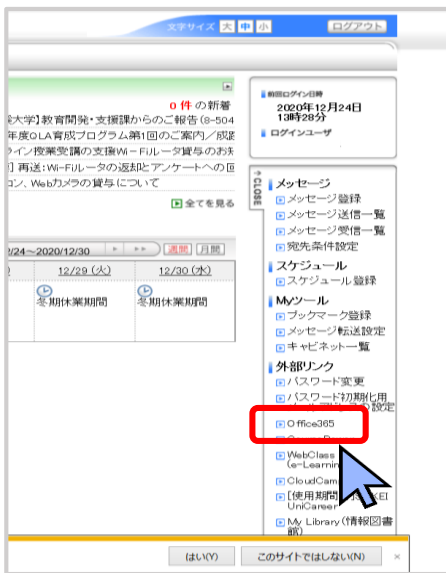 文字サイズ 大 中 小 ログアウト
0 件 の新着
大学】教育開発・支援課からのご報告(8-504
年度QLA育成プログラム第1回のご案内／成
イン授業受講の支援Wi-Fiルータ貸与のお
] 再送:Wi-Fiルータの返却とアンケートへの回
コン、Webカメラの貸与について
全てを見る
/24～2020/12/30 週間 月間
12/29 (火) 12/30 (水)
冬期休業期間 冬期休業期間
前回ログイン日時
2020年12月24日
13時28分
ログインユーザ
CLOSE
メッセージ
メッセージ登録
メッセージ送信一覧
メッセージ受信一覧
宛先条件設定
スケジュール
スケジュール登録
Myツール
ブックマーク登録
メッセージ転送設定
キャビネット一覧
外部リンク
パスワード変更
パスワード初期化用
の設定
Office365
WebClass
(e-Learnin
CloudCam
[使用期間 KEI
UniCareer
My Library (情報図書
館)
はい(Y) このサイトではしない(N) ×